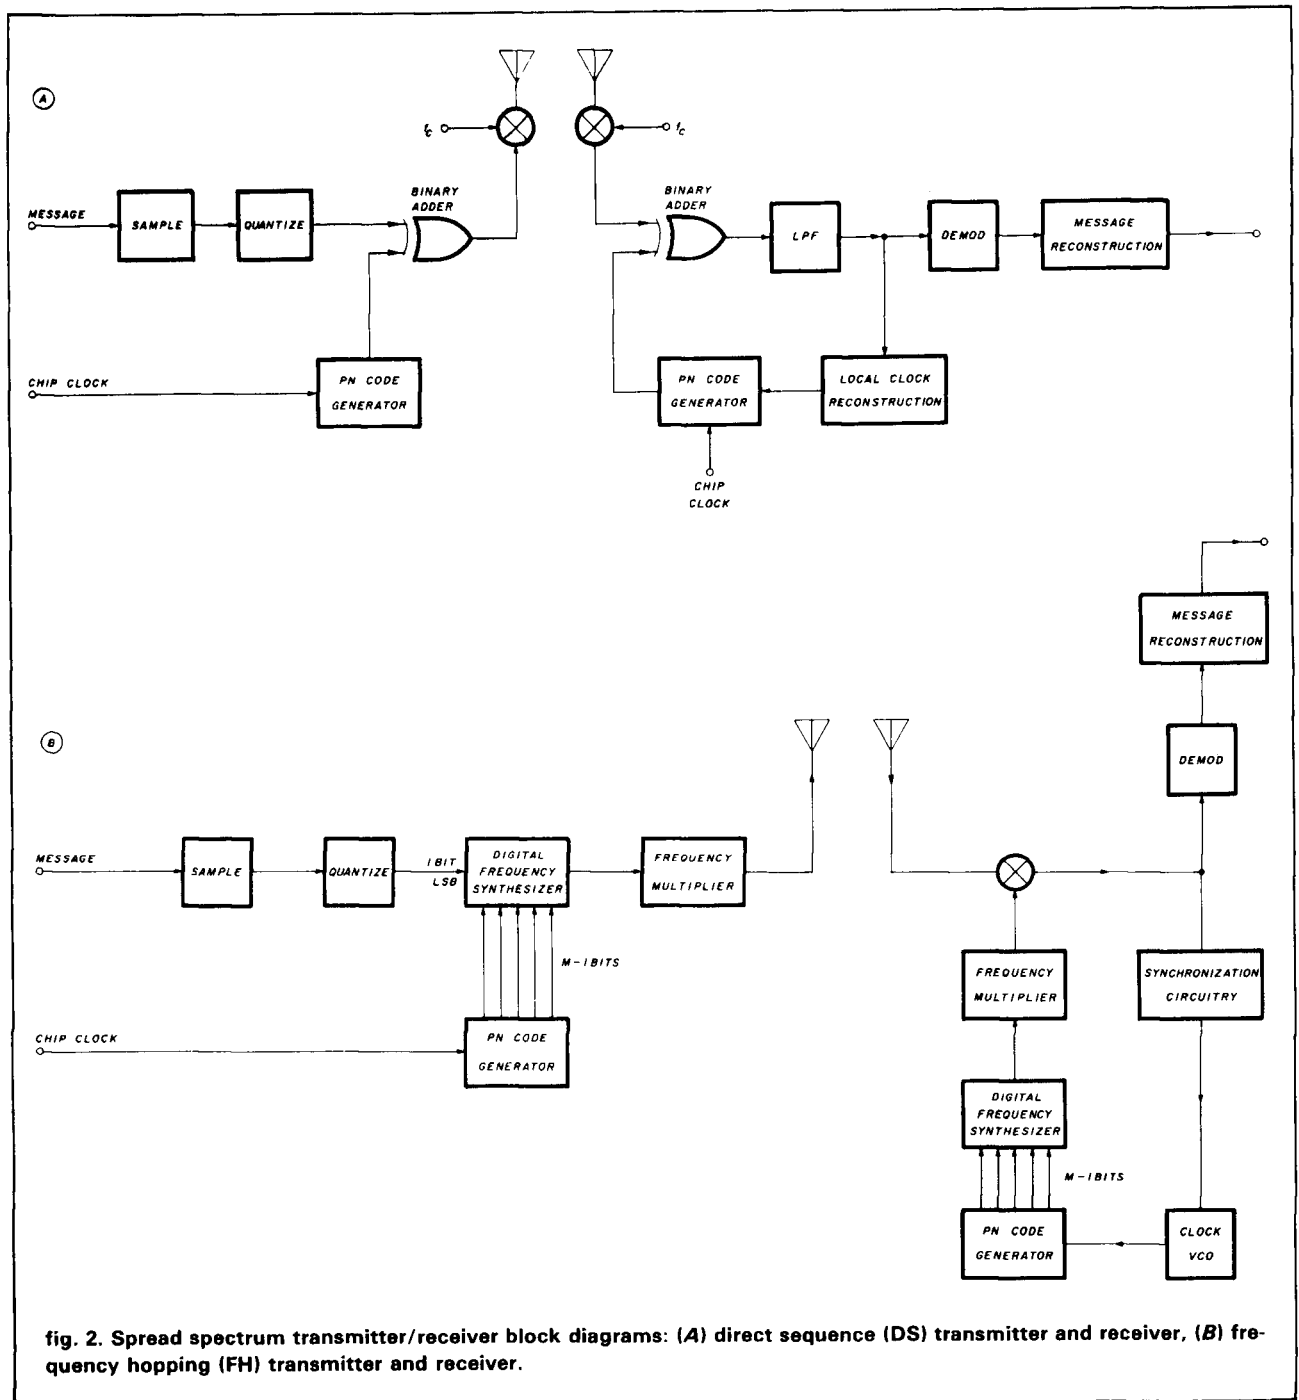 A
f_c
f_c
BINARY
ADDER
BINARY
ADDER
MESSAGE
SAMPLE
QUANTIZE
LPF
DEMOD
MESSAGE
RECONSTRUCTION
CHIP CLOCK
PN CODE
GENERATOR
PN CODE
GENERATOR
LOCAL CLOCK
RECONSTRUCTION
CHIP
CLOCK
MESSAGE
RECONSTRUCTION
B
DEMOD
MESSAGE
SAMPLE
QUANTIZE
1 BIT
LSB
DIGITAL
FREQUENCY
SYNTHESIZER
FREQUENCY
MULTIPLIER
M-1 BITS
FREQUENCY
MULTIPLIER
SYNCHRONIZATION
CIRCUITRY
CHIP CLOCK
PN CODE
GENERATOR
DIGITAL
FREQUENCY
SYNTHESIZER
M-1 BITS
PN CODE
GENERATOR
CLOCK
VCO
fig. 2. Spread spectrum transmitter/receiver block diagrams: (A) direct sequence (DS) transmitter and receiver, (B) fre-
quency hopping (FH) transmitter and receiver.